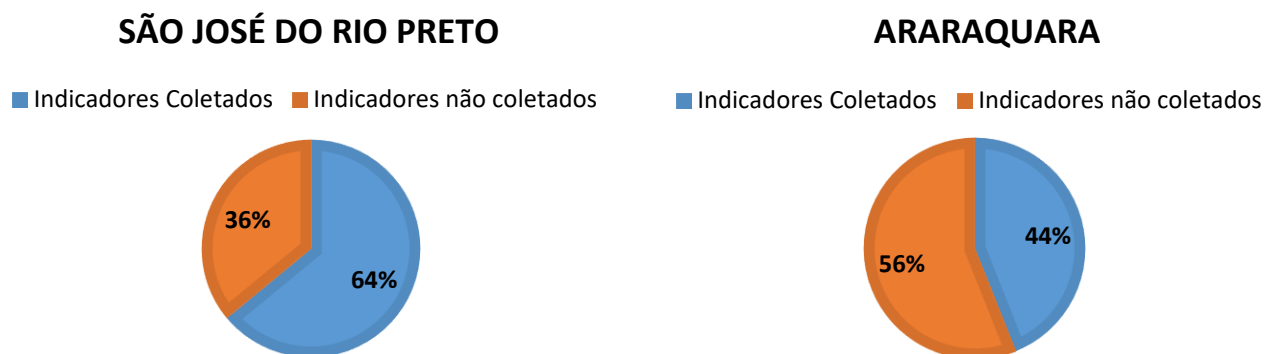 SÃO JOSÉ DO RIO PRETO
Indicadores Coletados Indicadores não coletados
36%
64%
ARARAQUARA
Indicadores Coletados Indicadores não coletados
44%
56%